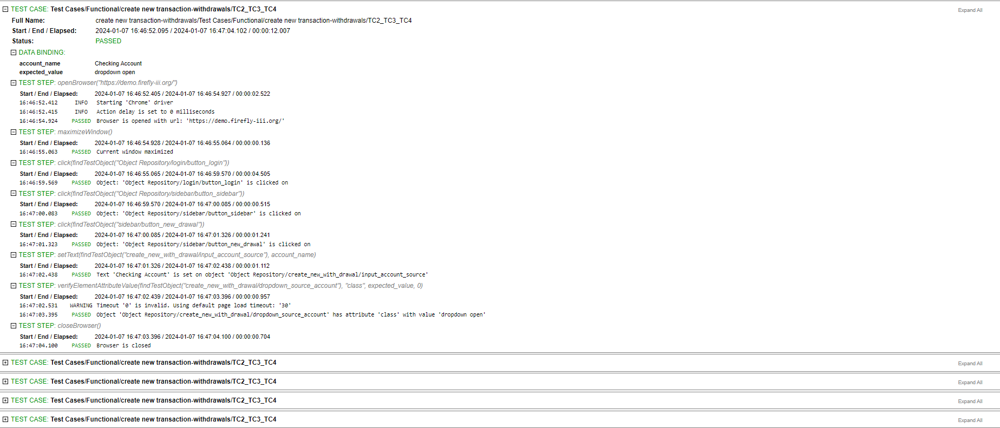 TEST CASE: Test Cases/Functional/create new transaction-withdrawals/TC2_TC3_TC4 Expand All
Full Name: create new transaction-withdrawals/Test Cases/Functional/create new transaction-withdrawals/TC2_TC3_TC4
Start / End / Elapsed: 2024-01-07 16:46:52.095 / 2024-01-07 16:47:04.102 / 00:00:12.007
Status: PASSED
DATA BINDING:
account_name Checking Account
expected_value dropdown open
TEST STEP: openBrowser("https://demo.firefly-iii.org/")
Start / End / Elapsed: 2024-01-07 16:46:52.405 / 2024-01-07 16:46:54.927 / 00:00:02.522
16:46:52.412 INFO Starting 'Chrome' driver
16:46:52.415 INFO Action delay is set to 0 milliseconds
16:46:54.924 PASSED Browser is opened with url: 'https://demo.firefly-iii.org/'
TEST STEP: maximizeWindow()
Start / End / Elapsed: 2024-01-07 16:46:54.928 / 2024-01-07 16:46:55.064 / 00:00:00.136
16:46:55.063 PASSED Current window maximized
TEST STEP: click(findTestObject("Object Repository/login/button_login"))
Start / End / Elapsed: 2024-01-07 16:46:55.065 / 2024-01-07 16:46:59.570 / 00:00:04.505
16:46:59.569 PASSED Object: 'Object Repository/login/button_login' is clicked on
TEST STEP: click(findTestObject("Object Repository/sidebar/button_sidebar"))
Start / End / Elapsed: 2024-01-07 16:46:59.570 / 2024-01-07 16:47:00.085 / 00:00:00.515
16:47:00.083 PASSED Object: 'Object Repository/sidebar/button_sidebar' is clicked on
TEST STEP: click(findTestObject("sidebar/button_new_drawal"))
Start / End / Elapsed: 2024-01-07 16:47:00.085 / 2024-01-07 16:47:01.326 / 00:00:01.241
16:47:01.323 PASSED Object: 'Object Repository/sidebar/button_new_drawal' is clicked on
TEST STEP: setText(findTestObject("create_new_with_drawal/input_account_source"), account_name)
Start / End / Elapsed: 2024-01-07 16:47:01.326 / 2024-01-07 16:47:02.438 / 00:00:01.112
16:47:02.438 PASSED Text 'Checking Account' is set on object 'Object Repository/create_new_with_drawal/input_account_source'
TEST STEP: verifyElementAttributeValue(findTestObject("create_new_with_drawal/dropdown_source_account"), "class", expected_value, 0)
Start / End / Elapsed: 2024-01-07 16:47:02.439 / 2024-01-07 16:47:03.396 / 00:00:00.957
16:47:02.531 WARNING Timeout '0' is invalid. Using default page load timeout: '30'
16:47:03.395 PASSED Object 'Object Repository/create_new_with_drawal/dropdown_source_account' has attribute 'class' with value 'dropdown open'
TEST STEP: closeBrowser()
Start / End / Elapsed: 2024-01-07 16:47:03.396 / 2024-01-07 16:47:04.100 / 00:00:00.704
16:47:04.100 PASSED Browser is closed
TEST CASE: Test Cases/Functional/create new transaction-withdrawals/TC2_TC3_TC4 Expand All
TEST CASE: Test Cases/Functional/create new transaction-withdrawals/TC2_TC3_TC4 Expand All
TEST CASE: Test Cases/Functional/create new transaction-withdrawals/TC2_TC3_TC4 Expand All
TEST CASE: Test Cases/Functional/create new transaction-withdrawals/TC2_TC3_TC4 Expand All